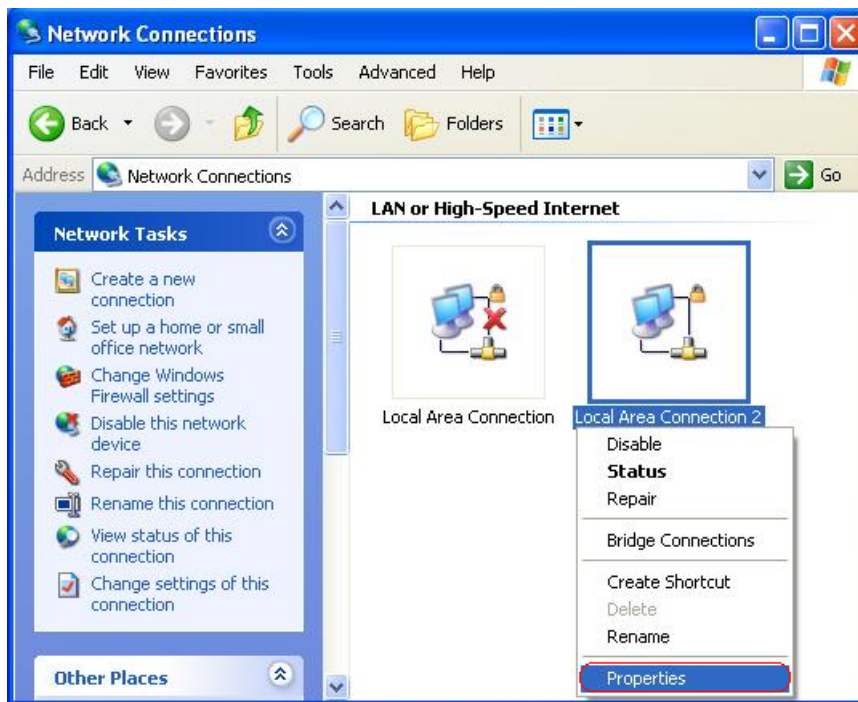 Network Connections
File Edit View Favorites Tools Advanced Help
Back Search Folders
Address Network Connections Go
Network Tasks
Create a new
connection
Set up a home or small
office network
Change Windows
Firewall settings
Disable this network
device
Repair this connection
Rename this connection
View status of this
connection
Change settings of this
connection
Other Places
LAN or High-Speed Internet
Local Area Connection
Local Area Connection 2
Disable
Status
Repair
Bridge Connections
Create Shortcut
Delete
Rename
Properties